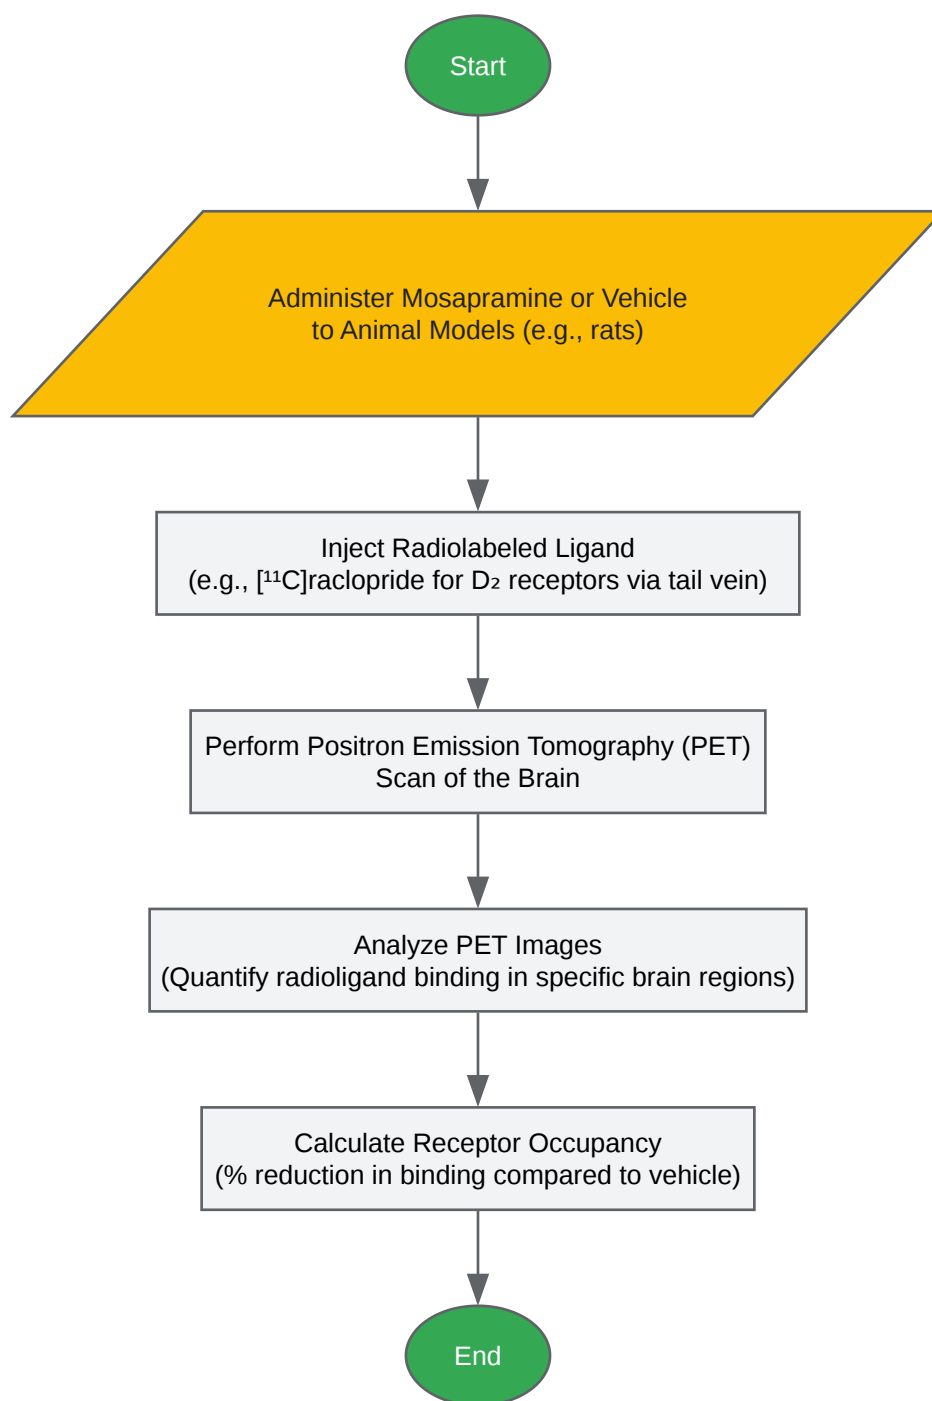 Start
Administer Mosapramine or Vehicle
to Animal Models (e.g., rats)
Inject Radiolabeled Ligand
(e.g., [¹¹C]raclopride for D₂ receptors via tail vein)
Perform Positron Emission Tomography (PET)
Scan of the Brain
Analyze PET Images
(Quantify radioligand binding in specific brain regions)
Calculate Receptor Occupancy
(% reduction in binding compared to vehicle)
End